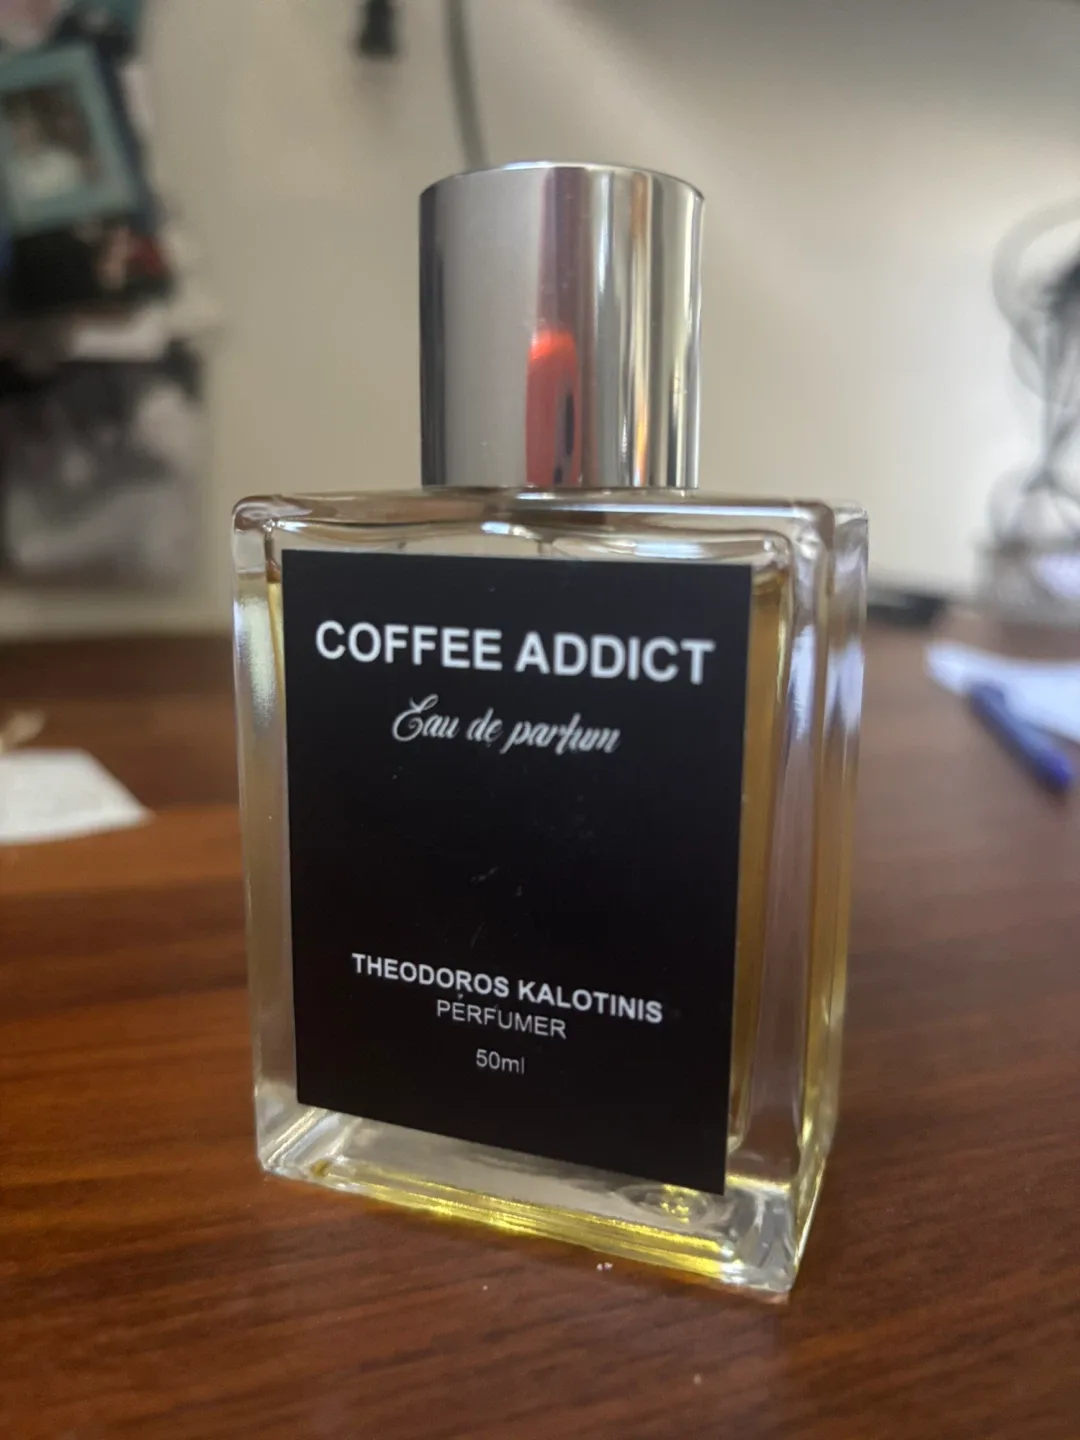 COFFEE ADDICT
Eau de parfum
THEODOROS KALOTINIS
PERFUMER
50ml